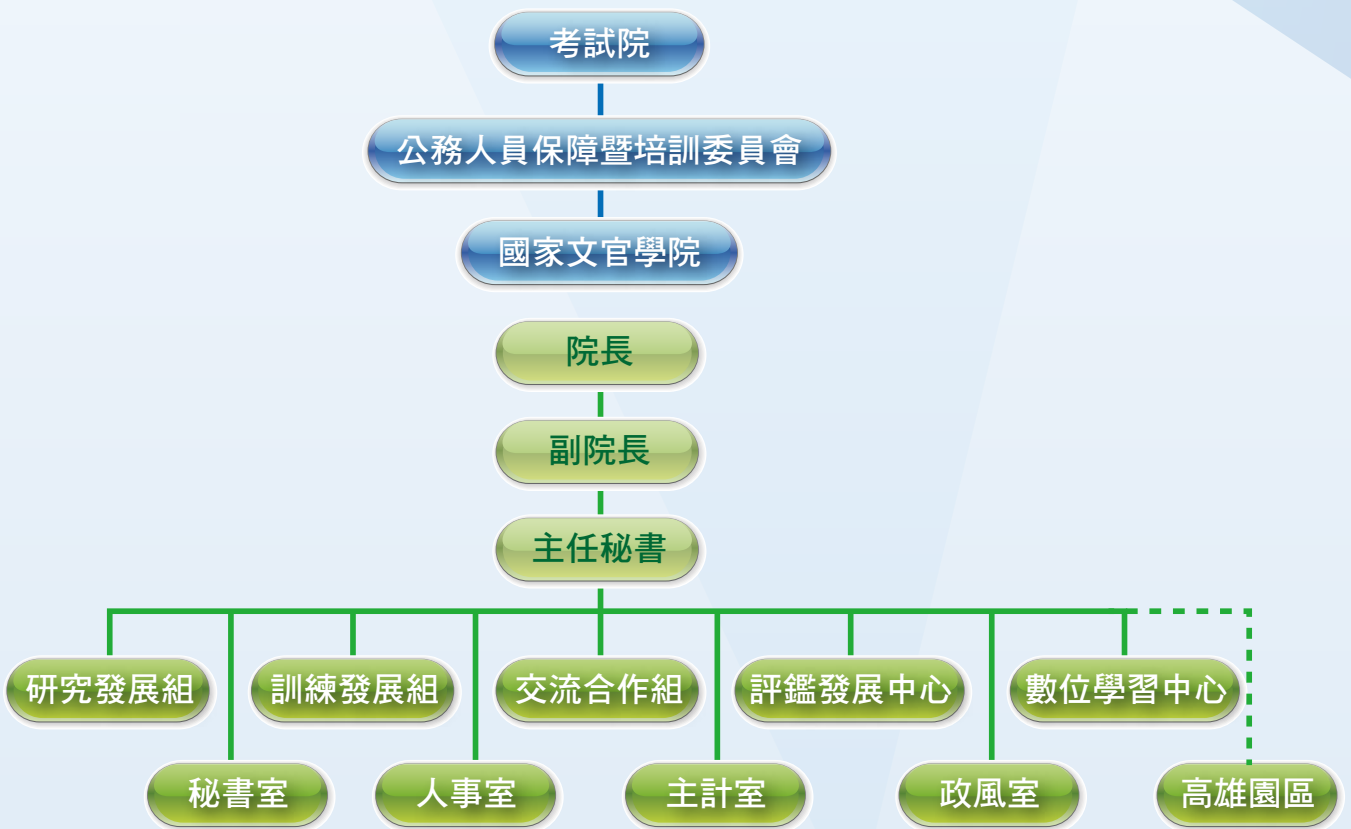 考試院
公務人員保障暨培訓委員會
國家文官學院
院長
副院長
主任秘書
研究發展組
訓練發展組
交流合作組
評鑑發展中心
數位學習中心
秘書室
人事室
主計室
政風室
高雄園區